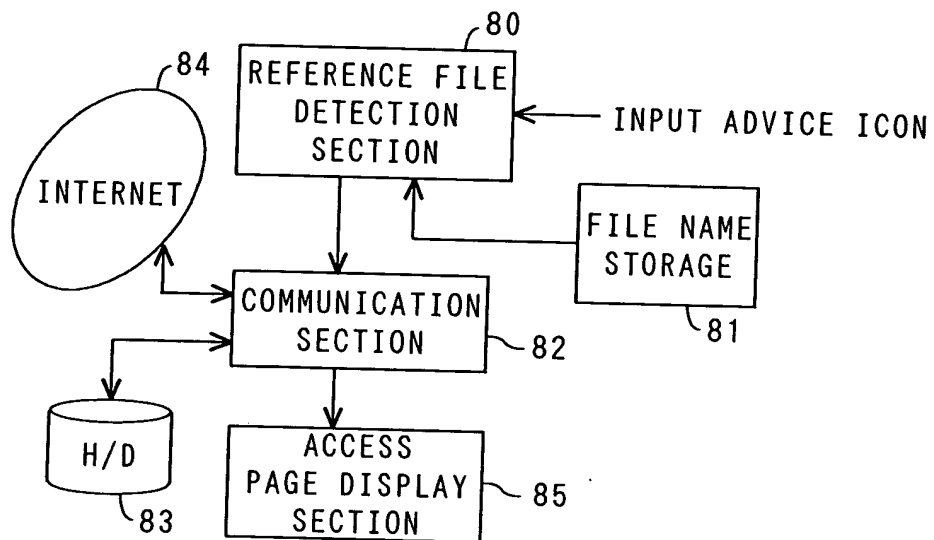 80
84
REFERENCE FILE
DETECTION
SECTION
INPUT ADVICE ICON
INTERNET
FILE NAME
STORAGE
81
COMMUNICATION
SECTION
82
H/D
83
ACCESS
PAGE DISPLAY
SECTION
85